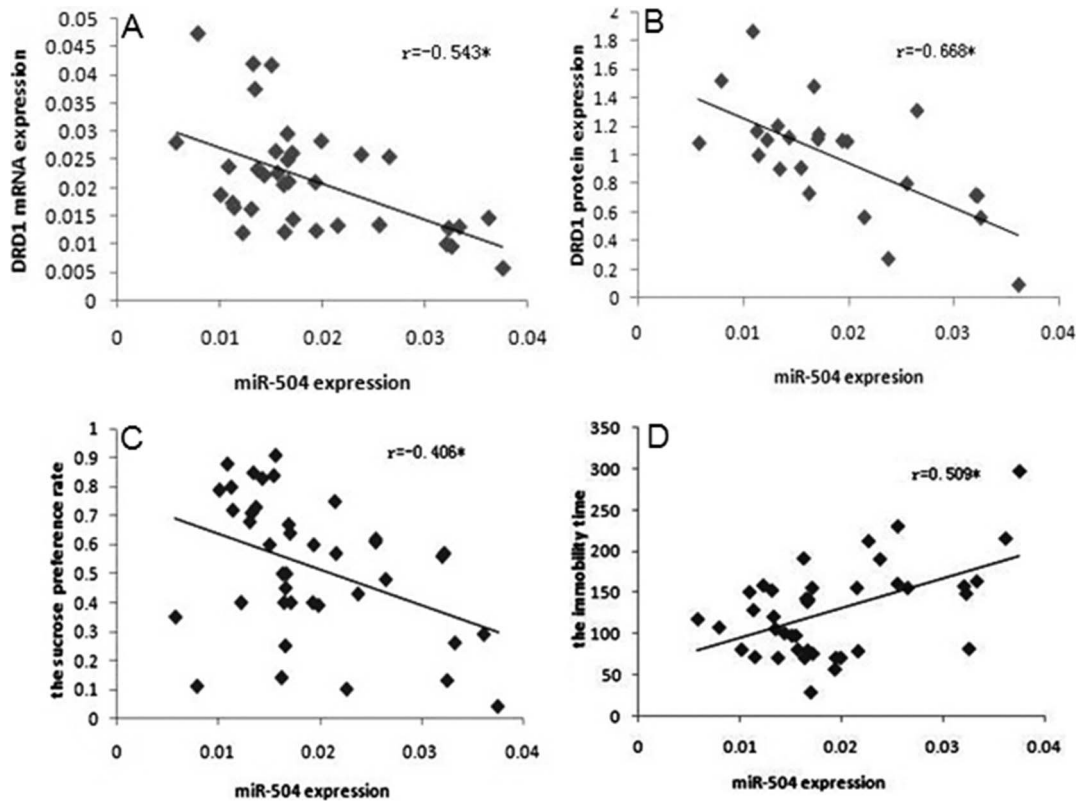 A
r=-0.543*
DRD1 mRNA expression
0.05
0.045
0.04
0.035
0.03
0.025
0.02
0.015
0.01
0.005
0
0 0.01 0.02 0.03 0.04
miR-504 expression
B
r=-0.668*
DRD1 protein expression
2
1.8
1.6
1.4
1.2
1
0.8
0.6
0.4
0.2
0
0 0.01 0.02 0.03 0.04
miR-504 expresion
C
r=-0.406*
the sucrose preference rate
1
0.9
0.8
0.7
0.6
0.5
0.4
0.3
0.2
0.1
0
0 0.01 0.02 0.03 0.04
miR-504 expression
D
r=0.509*
the immobility time
350
300
250
200
150
100
50
0
0 0.01 0.02 0.03 0.04
miR-504 expression